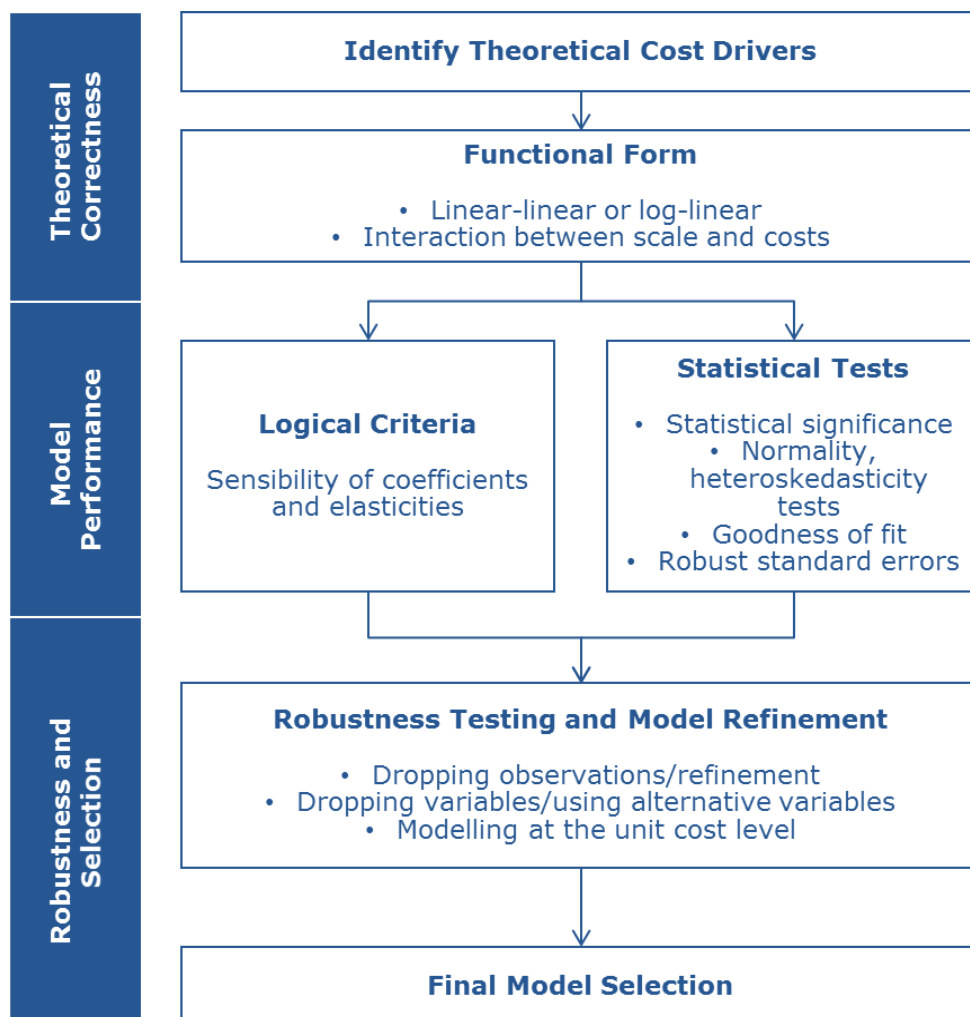 Theoretical
Correctness
Identify Theoretical Cost Drivers
Functional Form
• Linear-linear or log-linear
• Interaction between scale and costs
Model
Performance
Logical Criteria
Sensibility of coefficients
and elasticities
Statistical Tests
• Statistical significance
• Normality,
heteroskedasticity
tests
• Goodness of fit
• Robust standard errors
Robustness and
Selection
Robustness Testing and Model Refinement
• Dropping observations/refinement
• Dropping variables/using alternative variables
• Modelling at the unit cost level
Final Model Selection